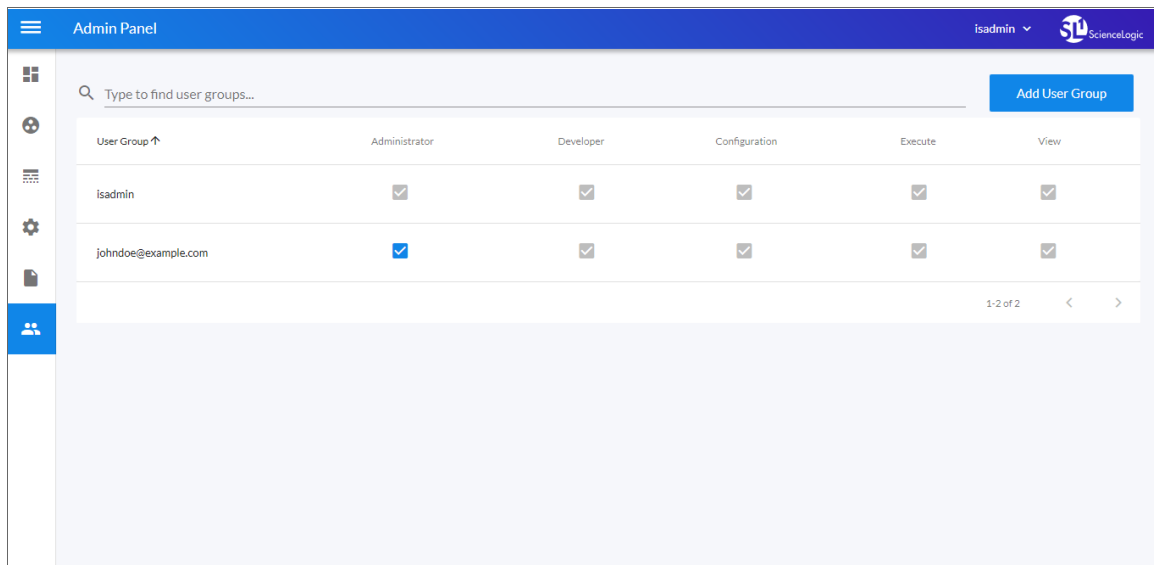 Admin Panel
isadmin
SL1 ScienceLogic
Type to find user groups...
Add User Group
User Group Administrator Developer Configuration Execute View
isadmin
johndoe@example.com
1-2 of 2